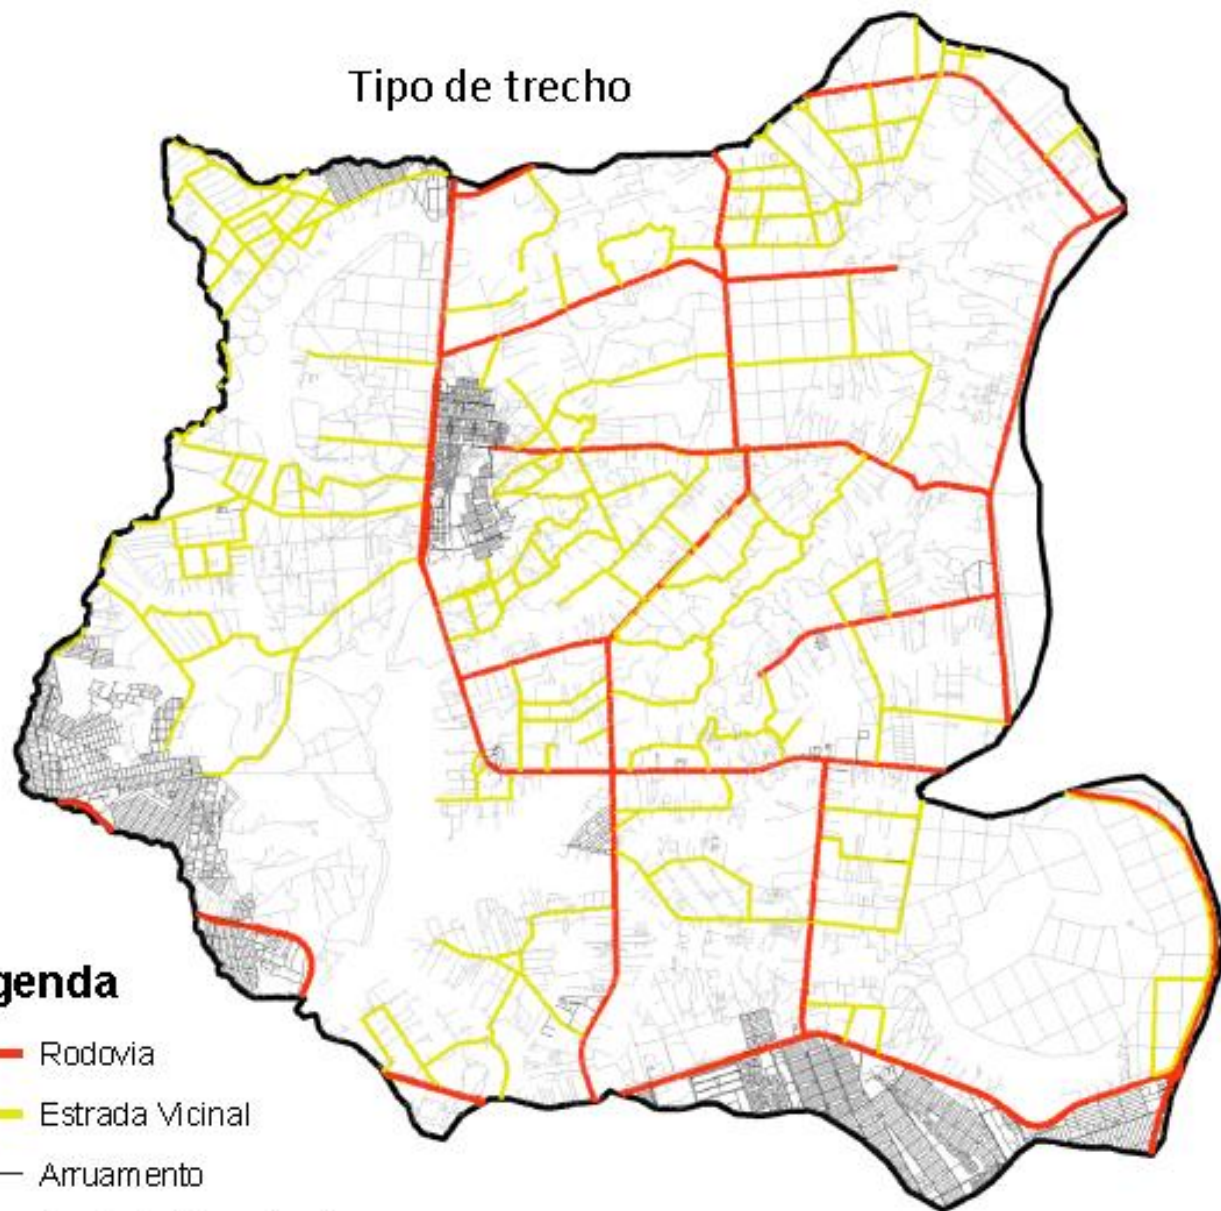 Tipo de trecho
genda
Rodovia
Estrada Vicinal
Arruamento